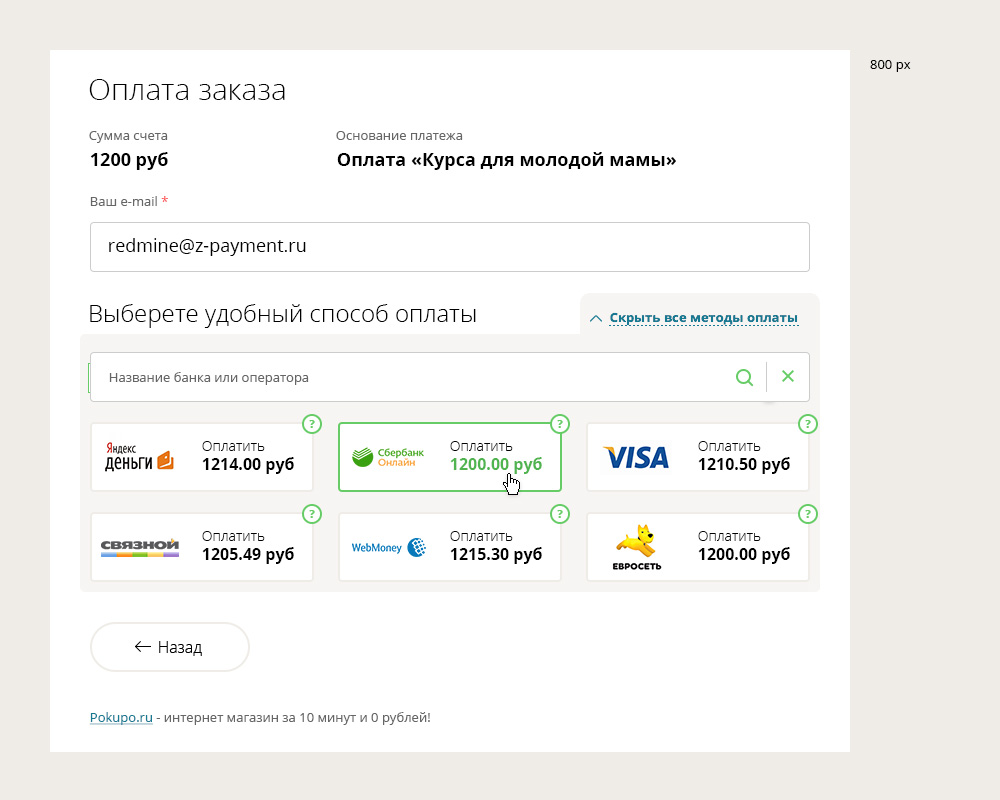 800 px
Оплата заказа
Сумма счета
Основание платежа
1200 руб
Оплата «Курса для молодой мамы»
Ваш e-mail *
redmine@z-payment.ru
Выберете удобный способ оплаты
Скрыть все методы оплаты
Название банка или оператора
?
?
?
Яндекс
деньги
Оплатить
1214.00 руб
Сбербанк
Онлайн
Оплатить
1200.00 руб
VISA
Оплатить
1210.50 руб
?
?
?
СВЯЗНОЙ
Оплатить
1205.49 руб
WebMoney
Оплатить
1215.30 руб
ЕВРОСЕТЬ
Оплатить
1200.00 руб
← Назад
Pokupo.ru - интернет магазин за 10 минут и 0 рублей!